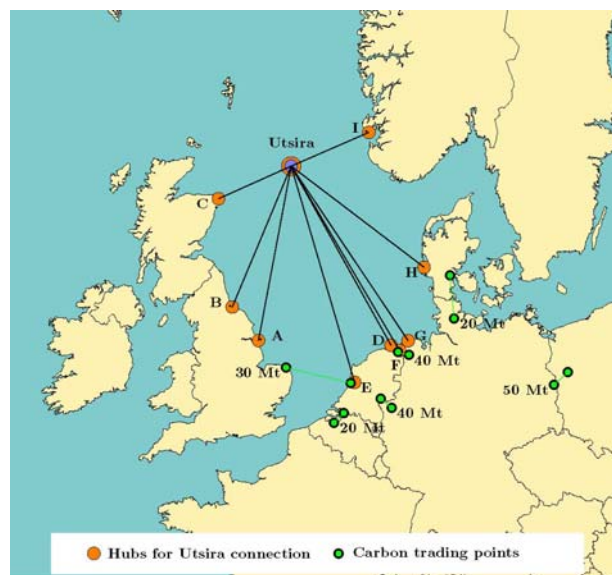 I
Utsira
C
H
B
A
D
G
20 Mt
F
40 Mt
30 Mt
E
50 Mt
40 Mt
20 Mt
Hubs for Utsira connection
Carbon trading points